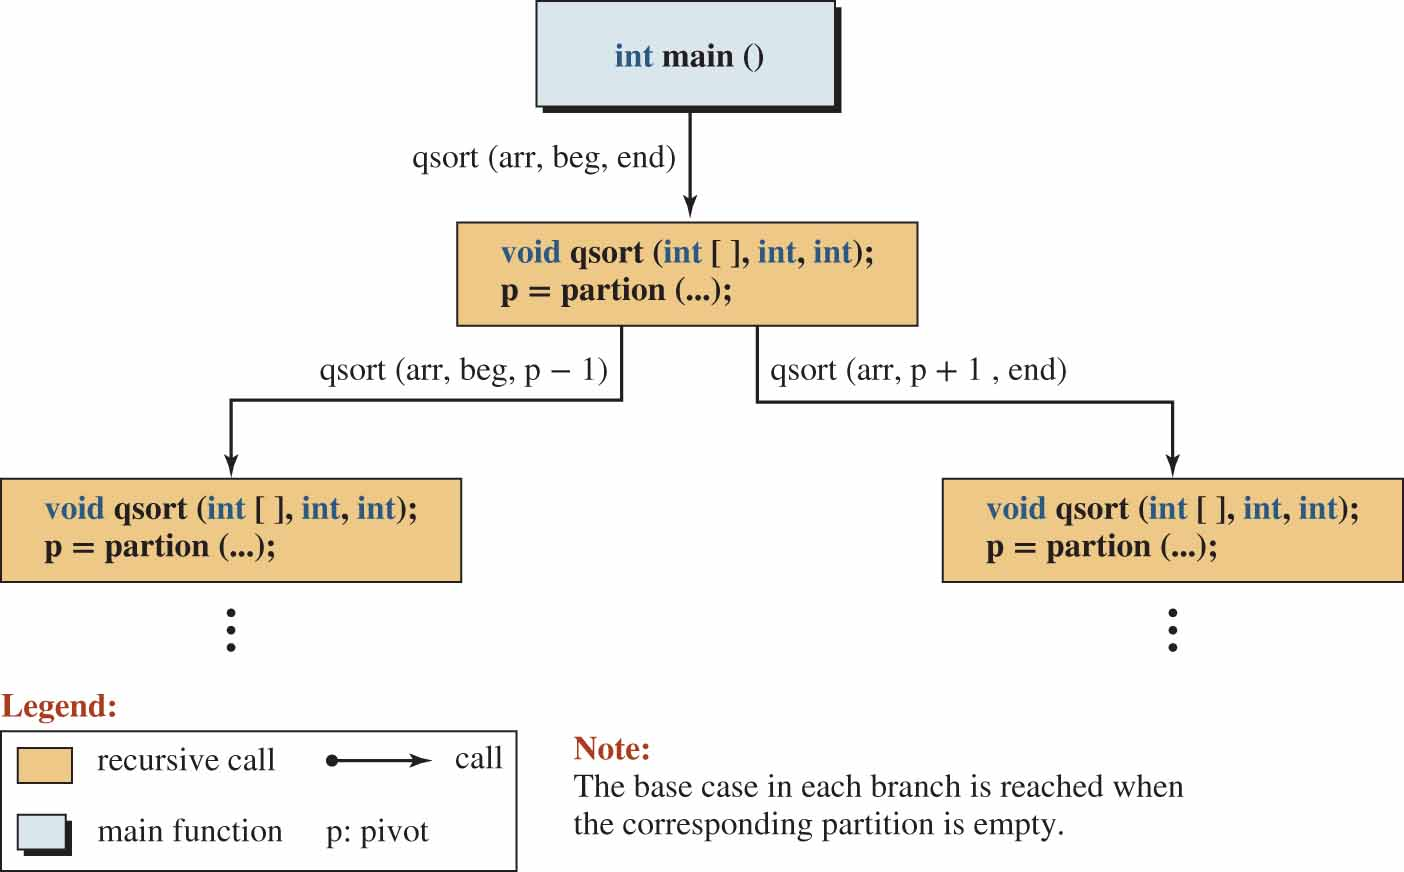 int main ()
qsort (arr, beg, end)
void qsort (int [ ], int, int);
p = partion (...);
qsort (arr, beg, p − 1)
qsort (arr, p + 1 , end)
void qsort (int [ ], int, int);
p = partion (...);
void qsort (int [ ], int, int);
p = partion (...);
Legend:
recursive call
call
main function
p: pivot
Note:
The base case in each branch is reached when
the corresponding partition is empty.